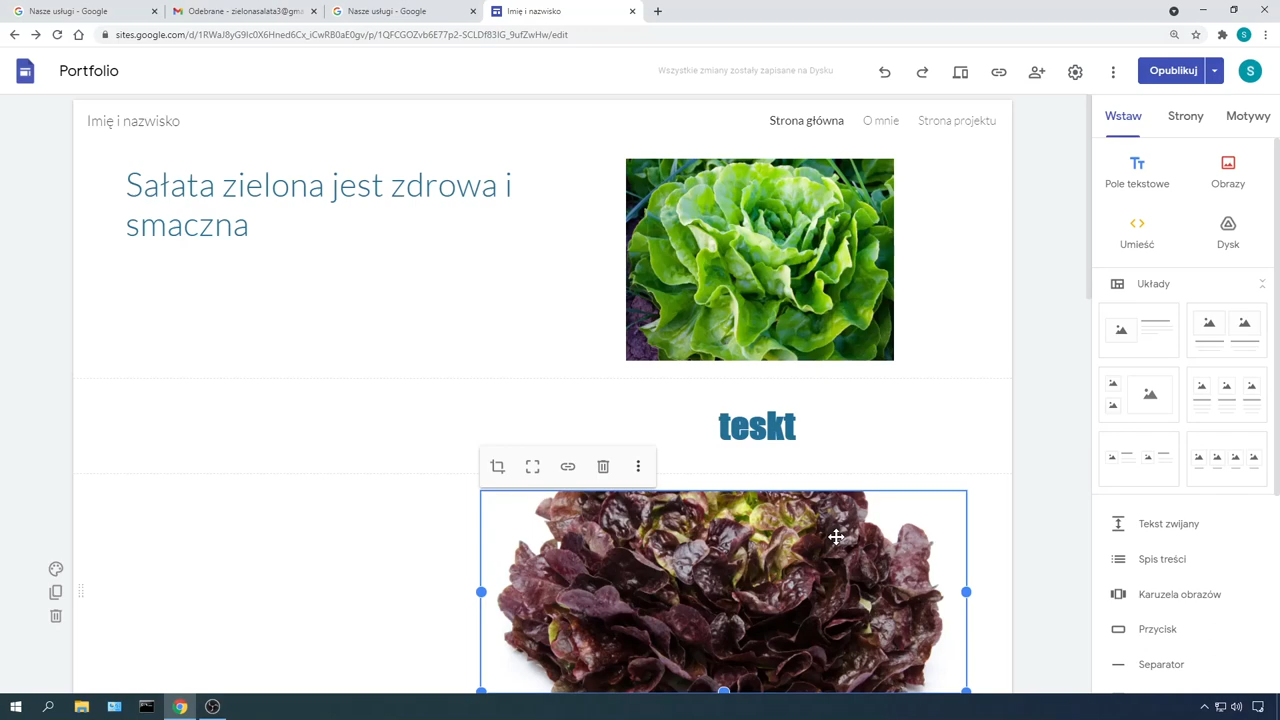 Nasze usługi - Google
Odebrane - zielonasalata3@gma
Nasze usługi - Google
Imię i nazwisko
sites.google.com/d/1RWaJ8yG9Ic0X6Hned6Cx_iCwRB0aE0gv/p/1QFCGOZvb6E77p2-SCLDf83IG_9ufZwHw/edit
S
Portfolio
Wszystkie zmiany zostały zapisane na Dysku
Opublikuj
S
Imię i nazwisko
Strona główna
O mnie
Strona projektu
Sałata zielona jest zdrowa i
smaczna
teskt
Wstaw
Strony
Motywy
Pole tekstowe
Obrazy
Umieść
Dysk
Układy
Tekst zwijany
Spis treści
Karuzela obrazów
Przycisk
Separator